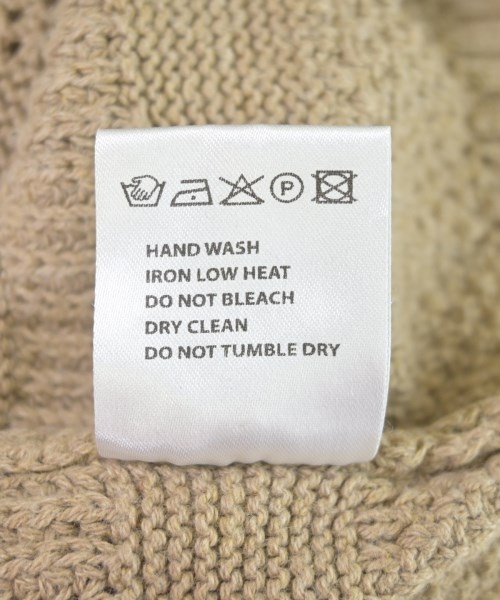 P
HAND WASH
IRON LOW HEAT
DO NOT BLEACH
DRY CLEAN
DO NOT TUMBLE DRY